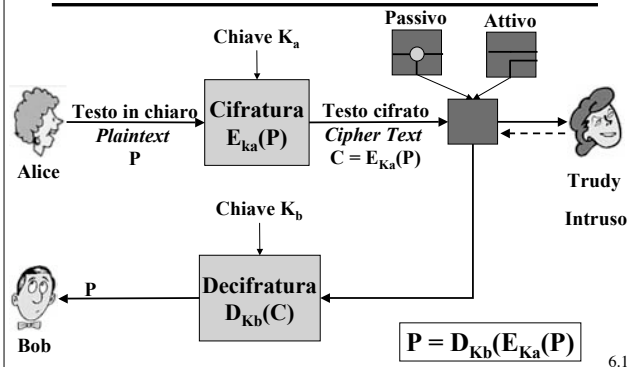 Passivo
Attivo
Chiave Ka
Testo in chiaro
Plaintext
P
Cifratura
Eka(P)
Testo cifrato
Cipher Text
C = EKa(P)
Alice
Trudy
Intruso
Chiave Kb
P
Decifratura
DKb(C)
Bob
P = DKb(EKa(P)
6.1